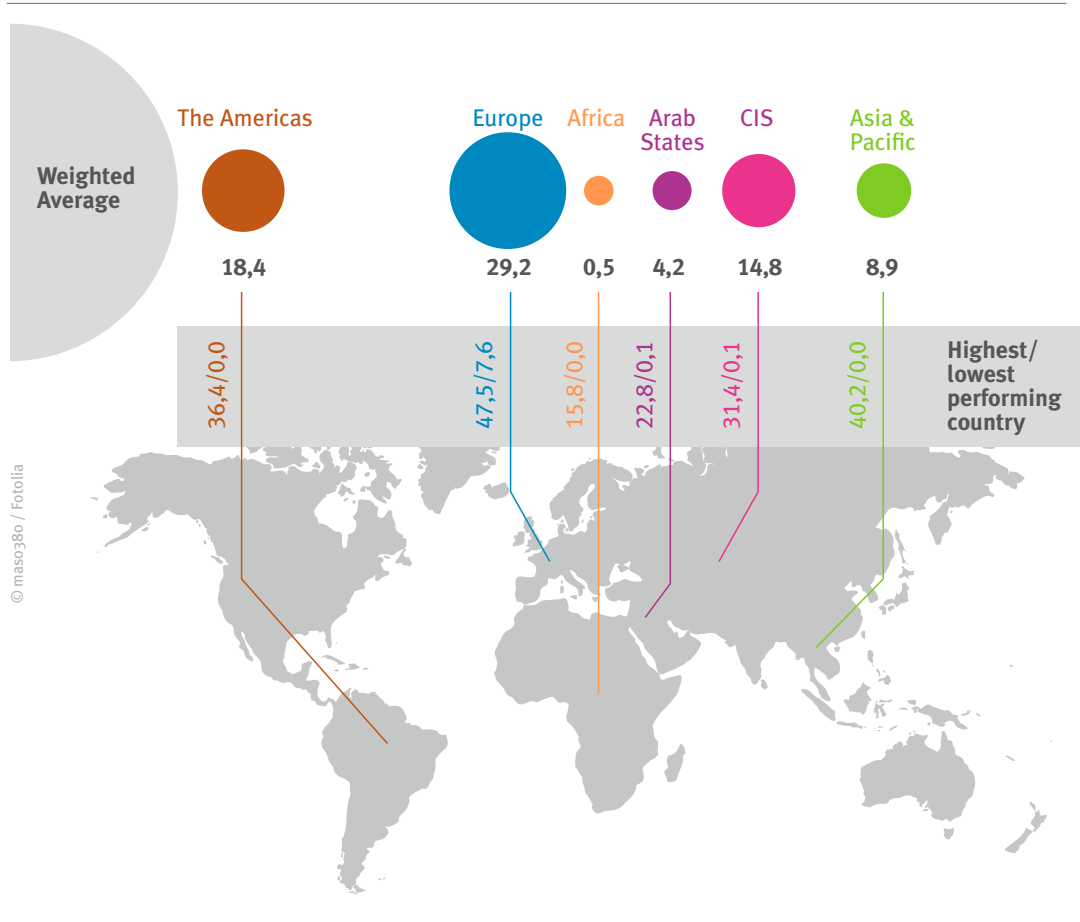 Weighted
Average
The Americas
Europe
Africa
Arab
States
CIS
Asia &
Pacific
18,4
29,2
0,5
4,2
14,8
8,9
36,4/0,0
47,5/7,6
15,8/0,0
22,8/0,1
31,4/0,1
40,2/0,0
Highest/
lowest
performing
country
© maso380 / Fotolia